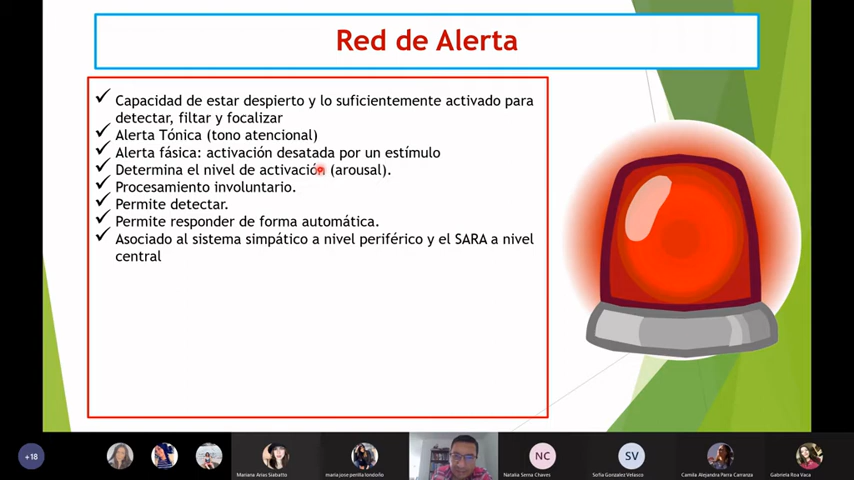 Red de Alerta
✓ Capacidad de estar despierto y lo suficientemente activado para
detectar, filtar y focalizar
✓ Alerta Tónica (tono atencional)
✓ Alerta fásica: activación desatada por un estímulo
✓ Determina el nivel de activación (arousal).
✓ Procesamiento involuntario.
✓ Permite detectar.
✓ Permite responder de forma automática.
✓ Asociado al sistema simpático a nivel periférico y el SARA a nivel
central
+18
NC
SV
Mariana Arias Siabatto
maria jose perilla londoño
Natalia Serna Chaves
Sofia Gonzalez Velasco
Camila Alejandra Parra Carranza
Gabriela Roa Vaca